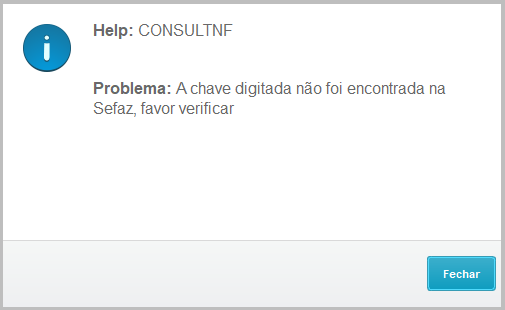 Help: CONSULTNF
Problema: A chave digitada não foi encontrada na
Sefaz, favor verificar
Fechar